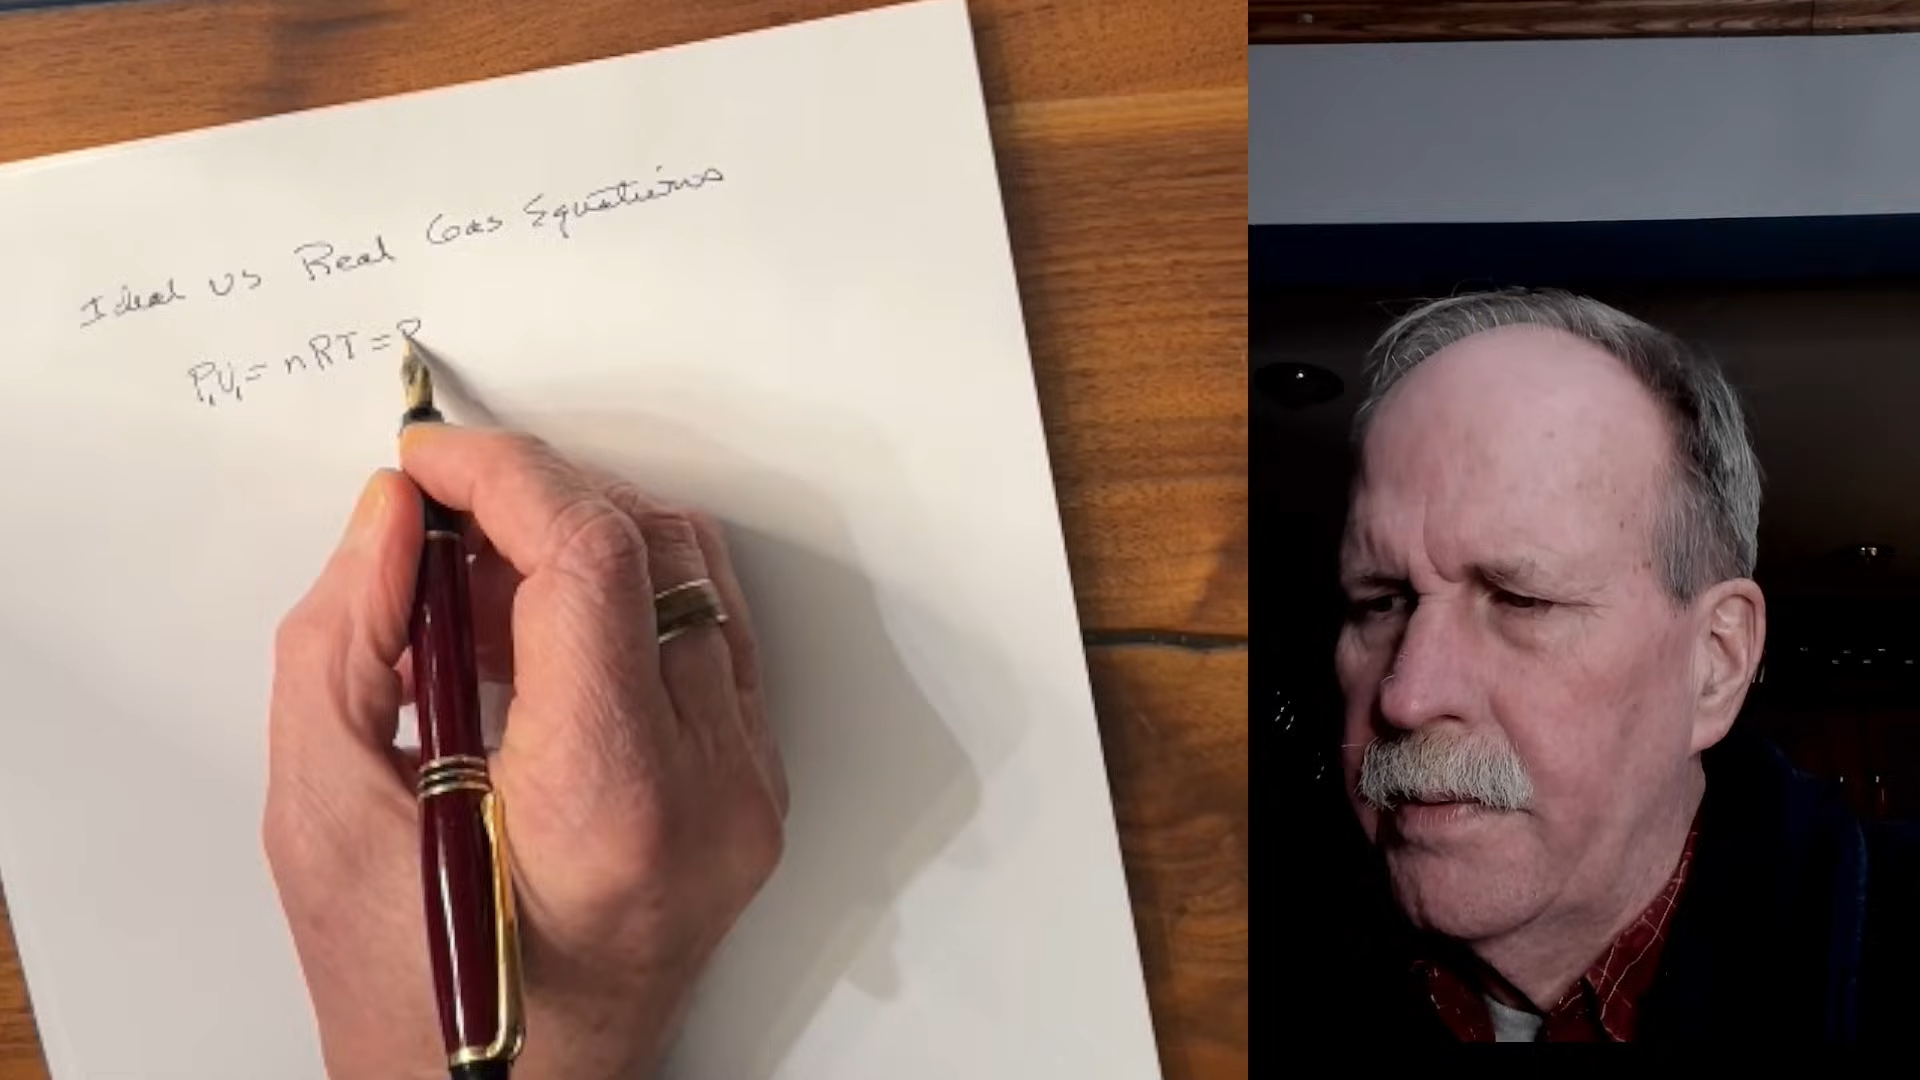 Ideal vs Real Gas Equations
P₁V₁ = nRT = P